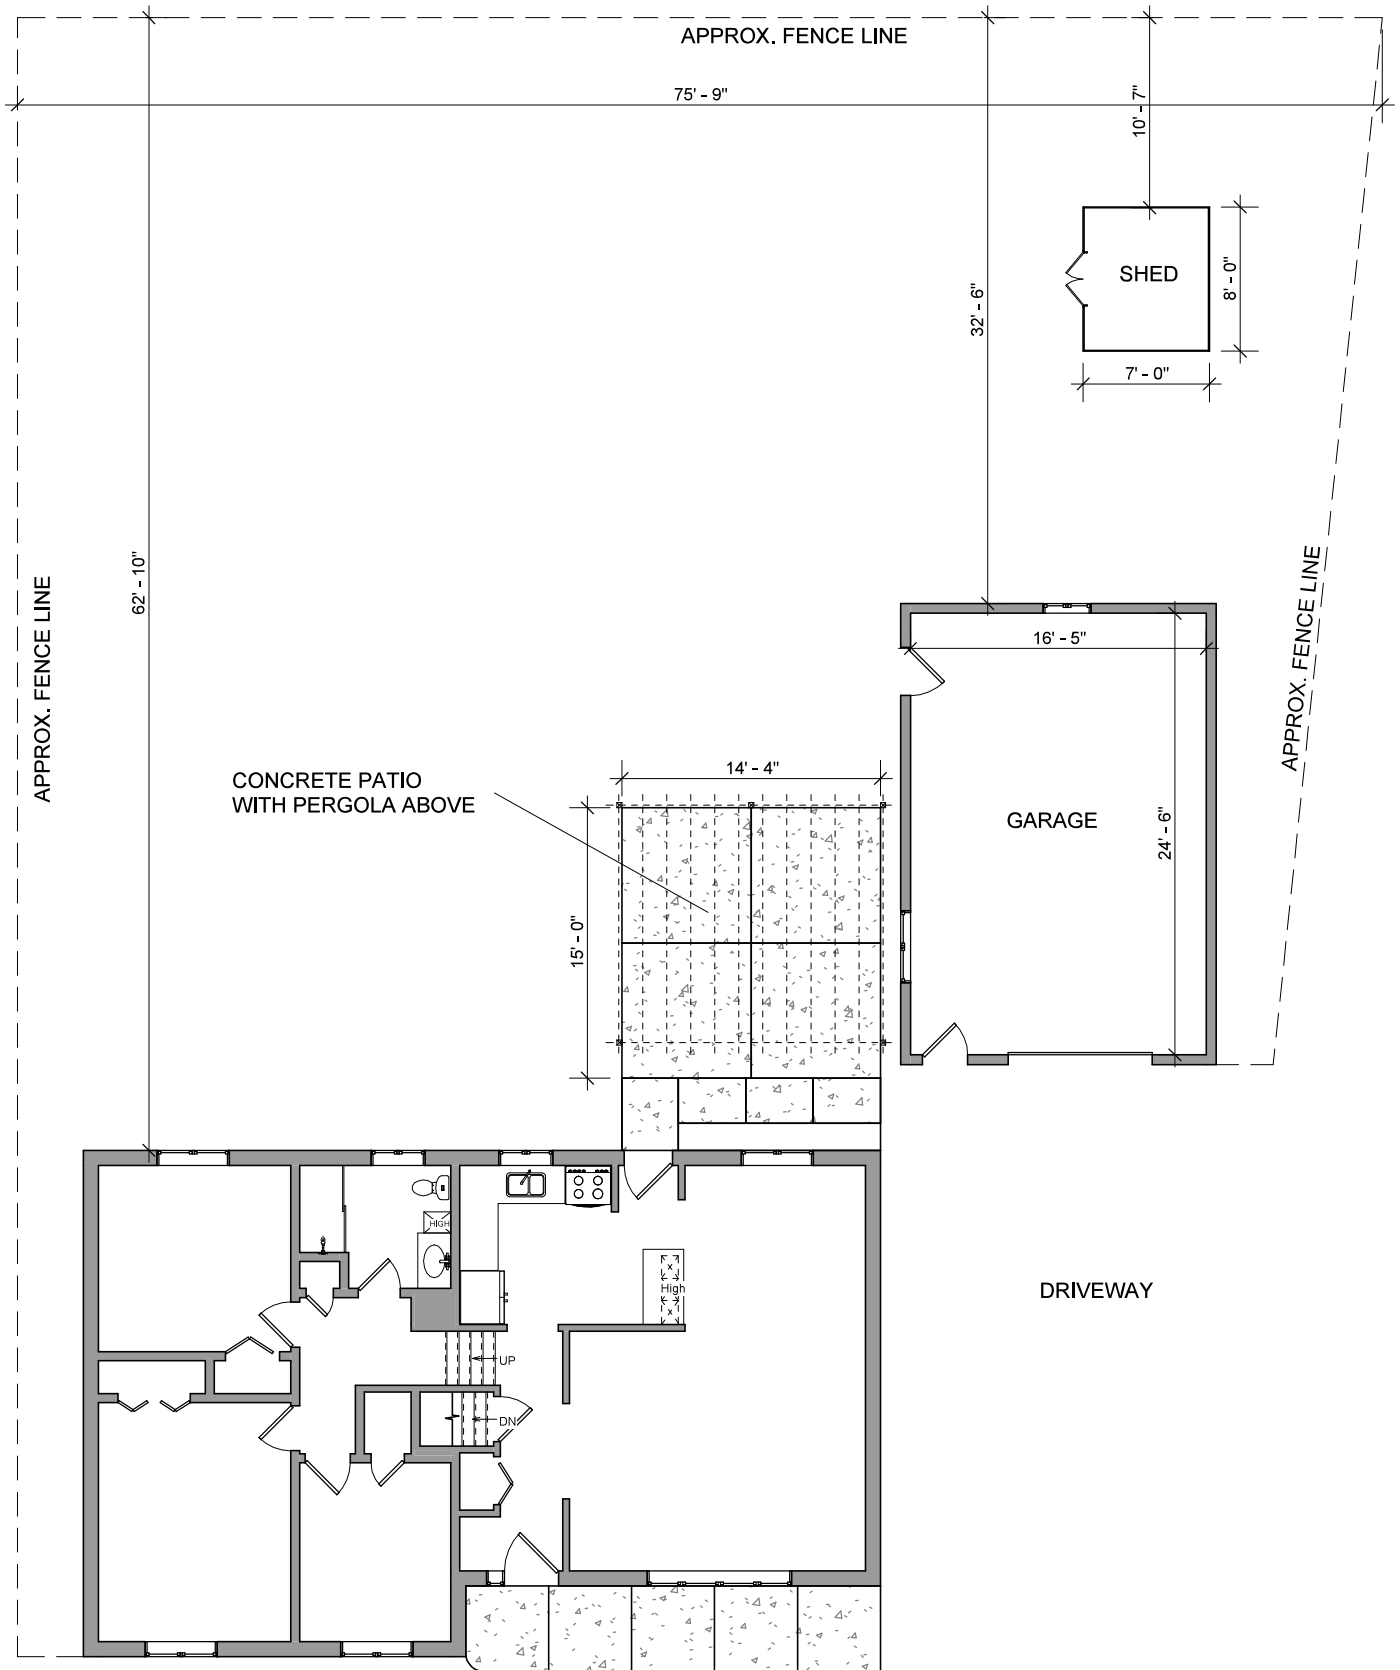 APPROX. FENCE LINE
75' - 9"
10' - 7"
SHED
8' - 0"
32' - 6"
7' - 0"
62' - 10"
APPROX. FENCE LINE
APPROX. FENCE LINE
16' - 5"
CONCRETE PATIO
WITH PERGOLA ABOVE
14' - 4"
GARAGE
24' - 6"
15' - 0"
HIGH
x
High
x
DRIVEWAY
UP
DN